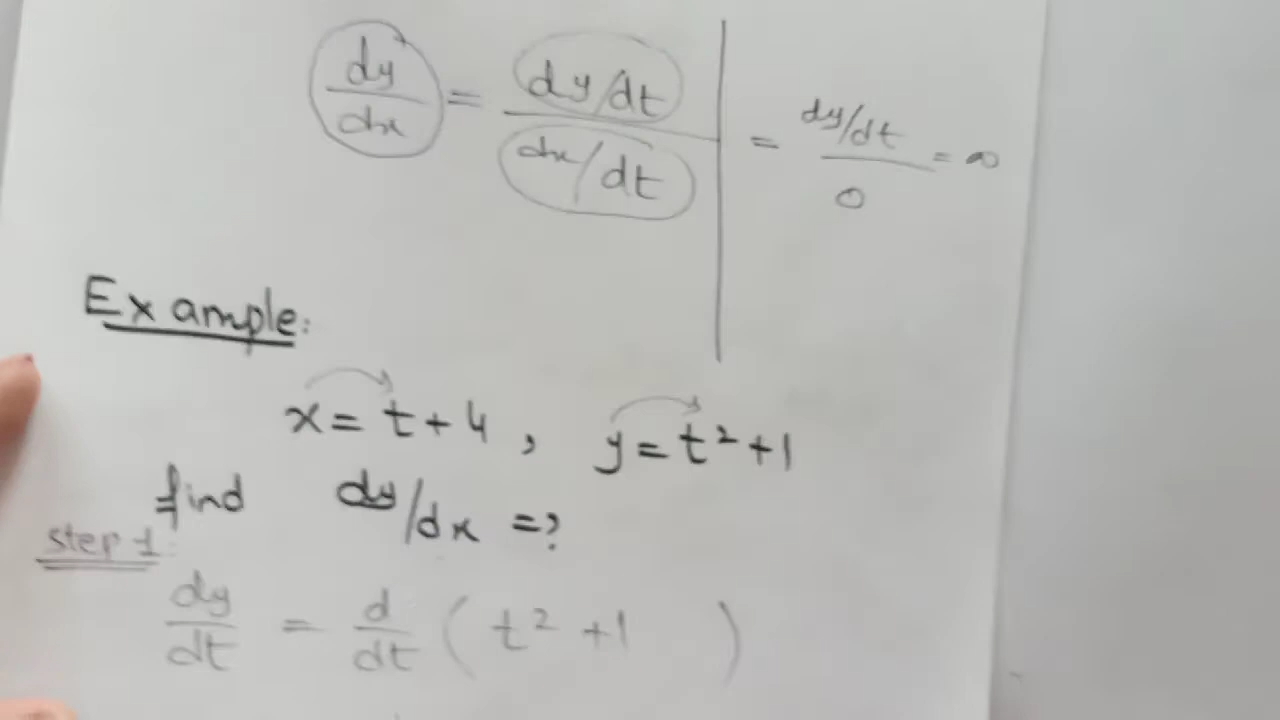 dy/dx = (dy/dt)/(dx/dt) | = (dy/dt)/0 = ∞
Example:
x = t + 4 , y = t² + 1
find dy/dx = ?
step 1:
dy/dt = d/dt ( t² + 1 )